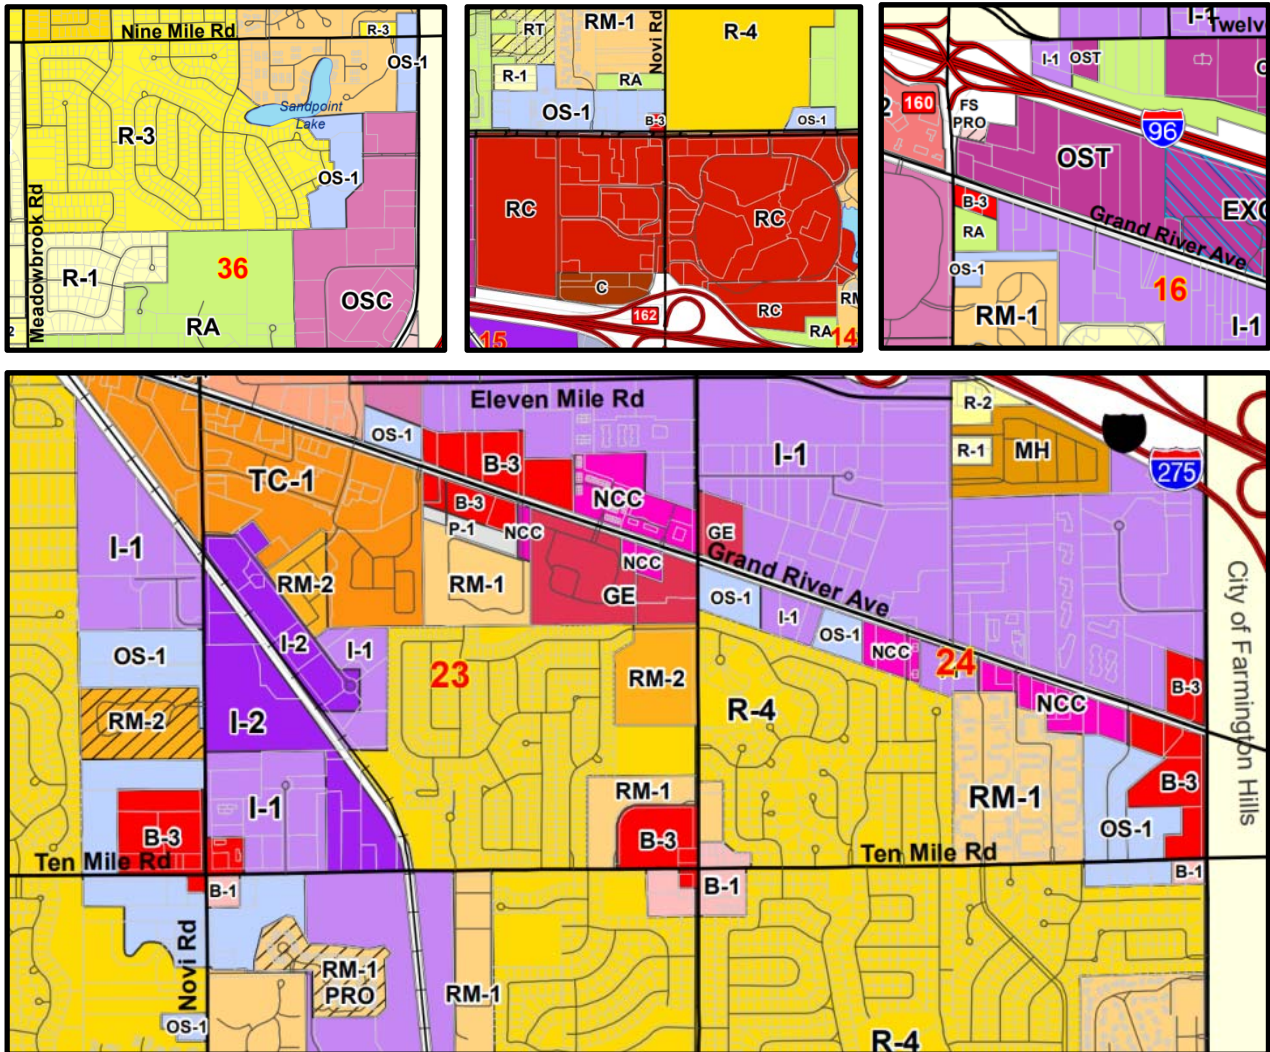 Nine Mile Rd
R-3
OS-1
Sandpoint
Lake
R-3
OS-1
Meadowbrook Rd
R-1
36
OSC
RA
2
RT
RM-1
Novi Rd
R-4
R-1
RA
OS-1
B-3
OS-1
RC
RC
C
162
RC
RM
15
RA
14
I-1
Twelv
I-1
OST
2
160
FS
PRO
96
OST
B-3
EXO
RA
Grand River Ave
OS-1
16
RM-1
I-1
Eleven Mile Rd
R-2
OS-1
B-3
I-1
R-1
MH
275
TC-1
B-3
NCC
P-1
NCC
GE
I-1
NCC
Grand River Ave
RM-2
RM-1
GE
OS-1
I-1
City of Farmington Hills
OS-1
I-2
I-1
23
OS-1
NCC
24
RM-2
B-3
RM-2
I-2
R-4
NCC
I-1
RM-1
RM-1
B-3
B-3
B-3
OS-1
Ten Mile Rd
Ten Mile Rd
B-1
B-1
B-1
Novi Rd
RM-1
PRO
RM-1
OS-1
R-4